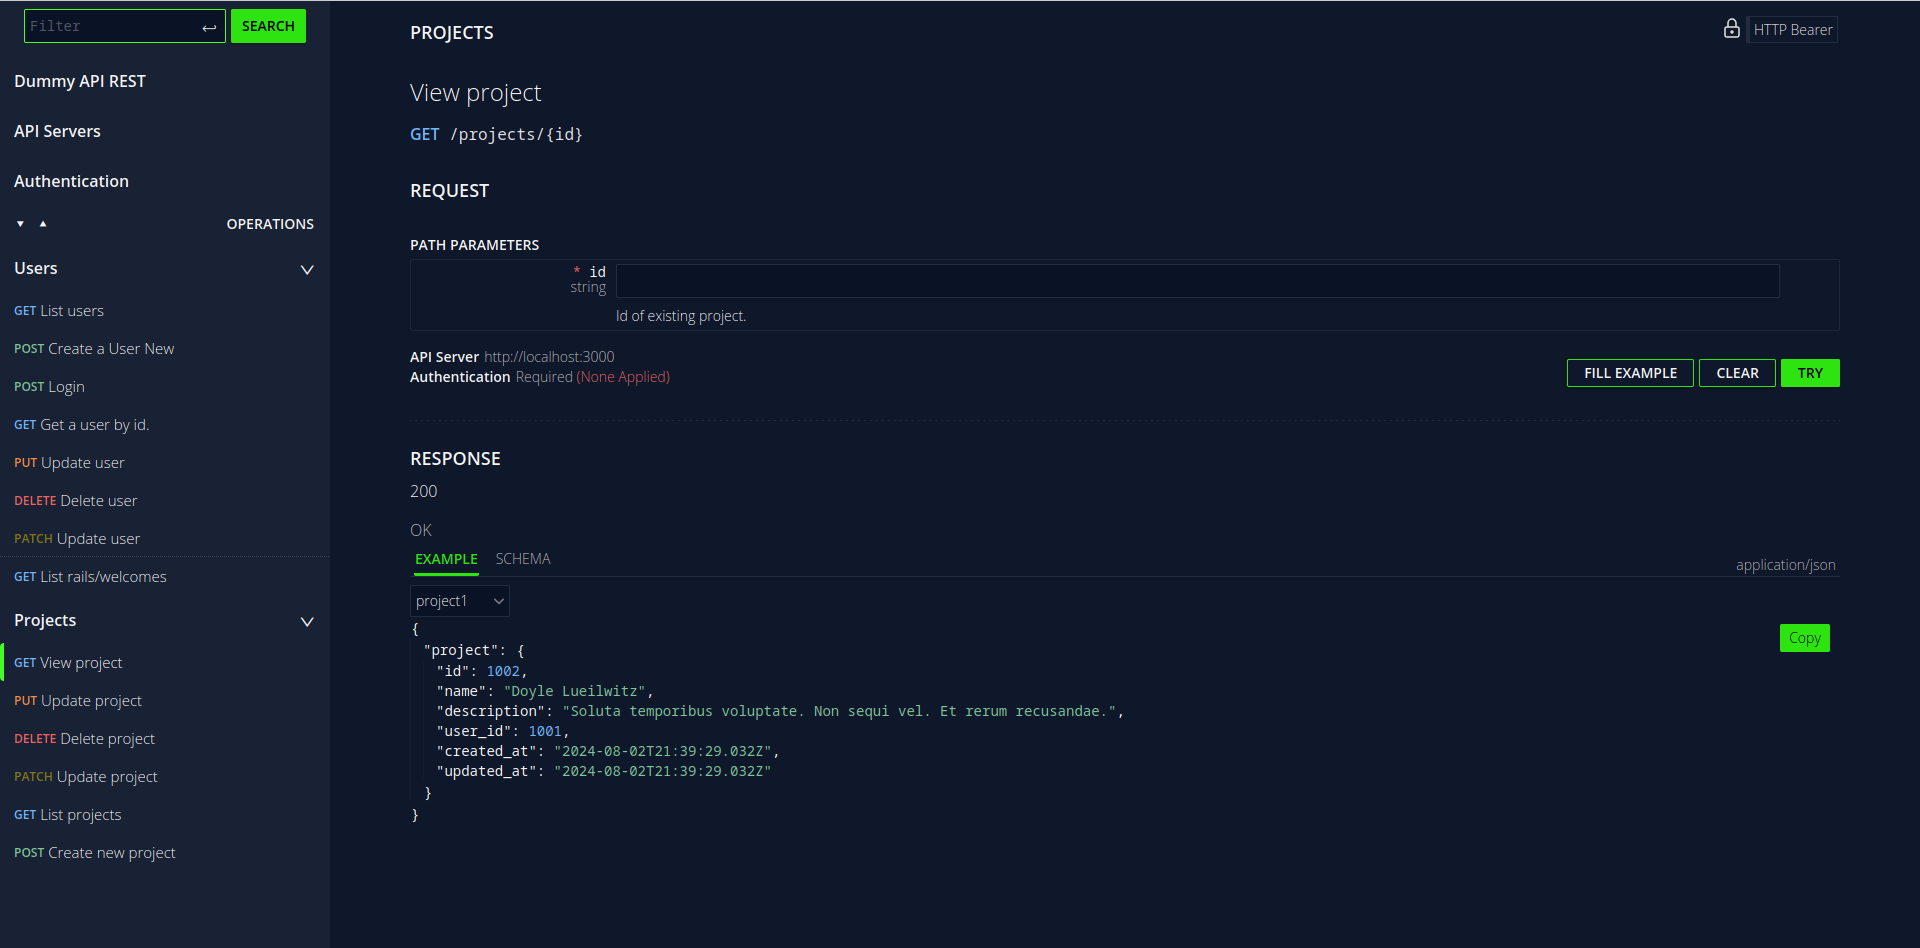 Filter
SEARCH
Dummy API REST
API Servers
Authentication
OPERATIONS
Users
GET List users
POST Create a User New
POST Login
GET Get a user by id.
PUT Update user
DELETE Delete user
PATCH Update user
GET List rails/welcomes
Projects
GET View project
PUT Update project
DELETE Delete project
PATCH Update project
GET List projects
POST Create new project
PROJECTS
HTTP Bearer
View project
GET /projects/{id}
REQUEST
PATH PARAMETERS
* id
string
Id of existing project.
API Server http://localhost:3000
Authentication Required (None Applied)
FILL EXAMPLE CLEAR TRY
RESPONSE
200
OK
EXAMPLE SCHEMA
application/json
project1
Copy
{
"project": {
"id": 1002,
"name": "Doyle Lueilwitz",
"description": "Soluta temporibus voluptate. Non sequi vel. Et rerum recusandae.",
"user_id": 1001,
"created_at": "2024-08-02T21:39:29.032Z",
"updated_at": "2024-08-02T21:39:29.032Z"
}
}